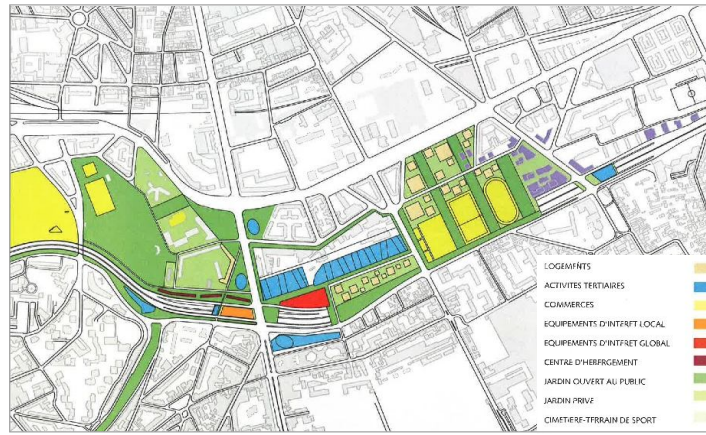 LOGEMENTS
ACTIVITES TERTIAIRES
COMMERCES
EQUIPEMENTS D'INTERET LOCAL
EQUIPEMENTS D'INTERET GLOBAL
CENTRE D'HEBERGEMENT
JARDIN OUVERT AU PUBLIC
JARDIN PRIVE
CIMETIERE-TERRAIN DE SPORT